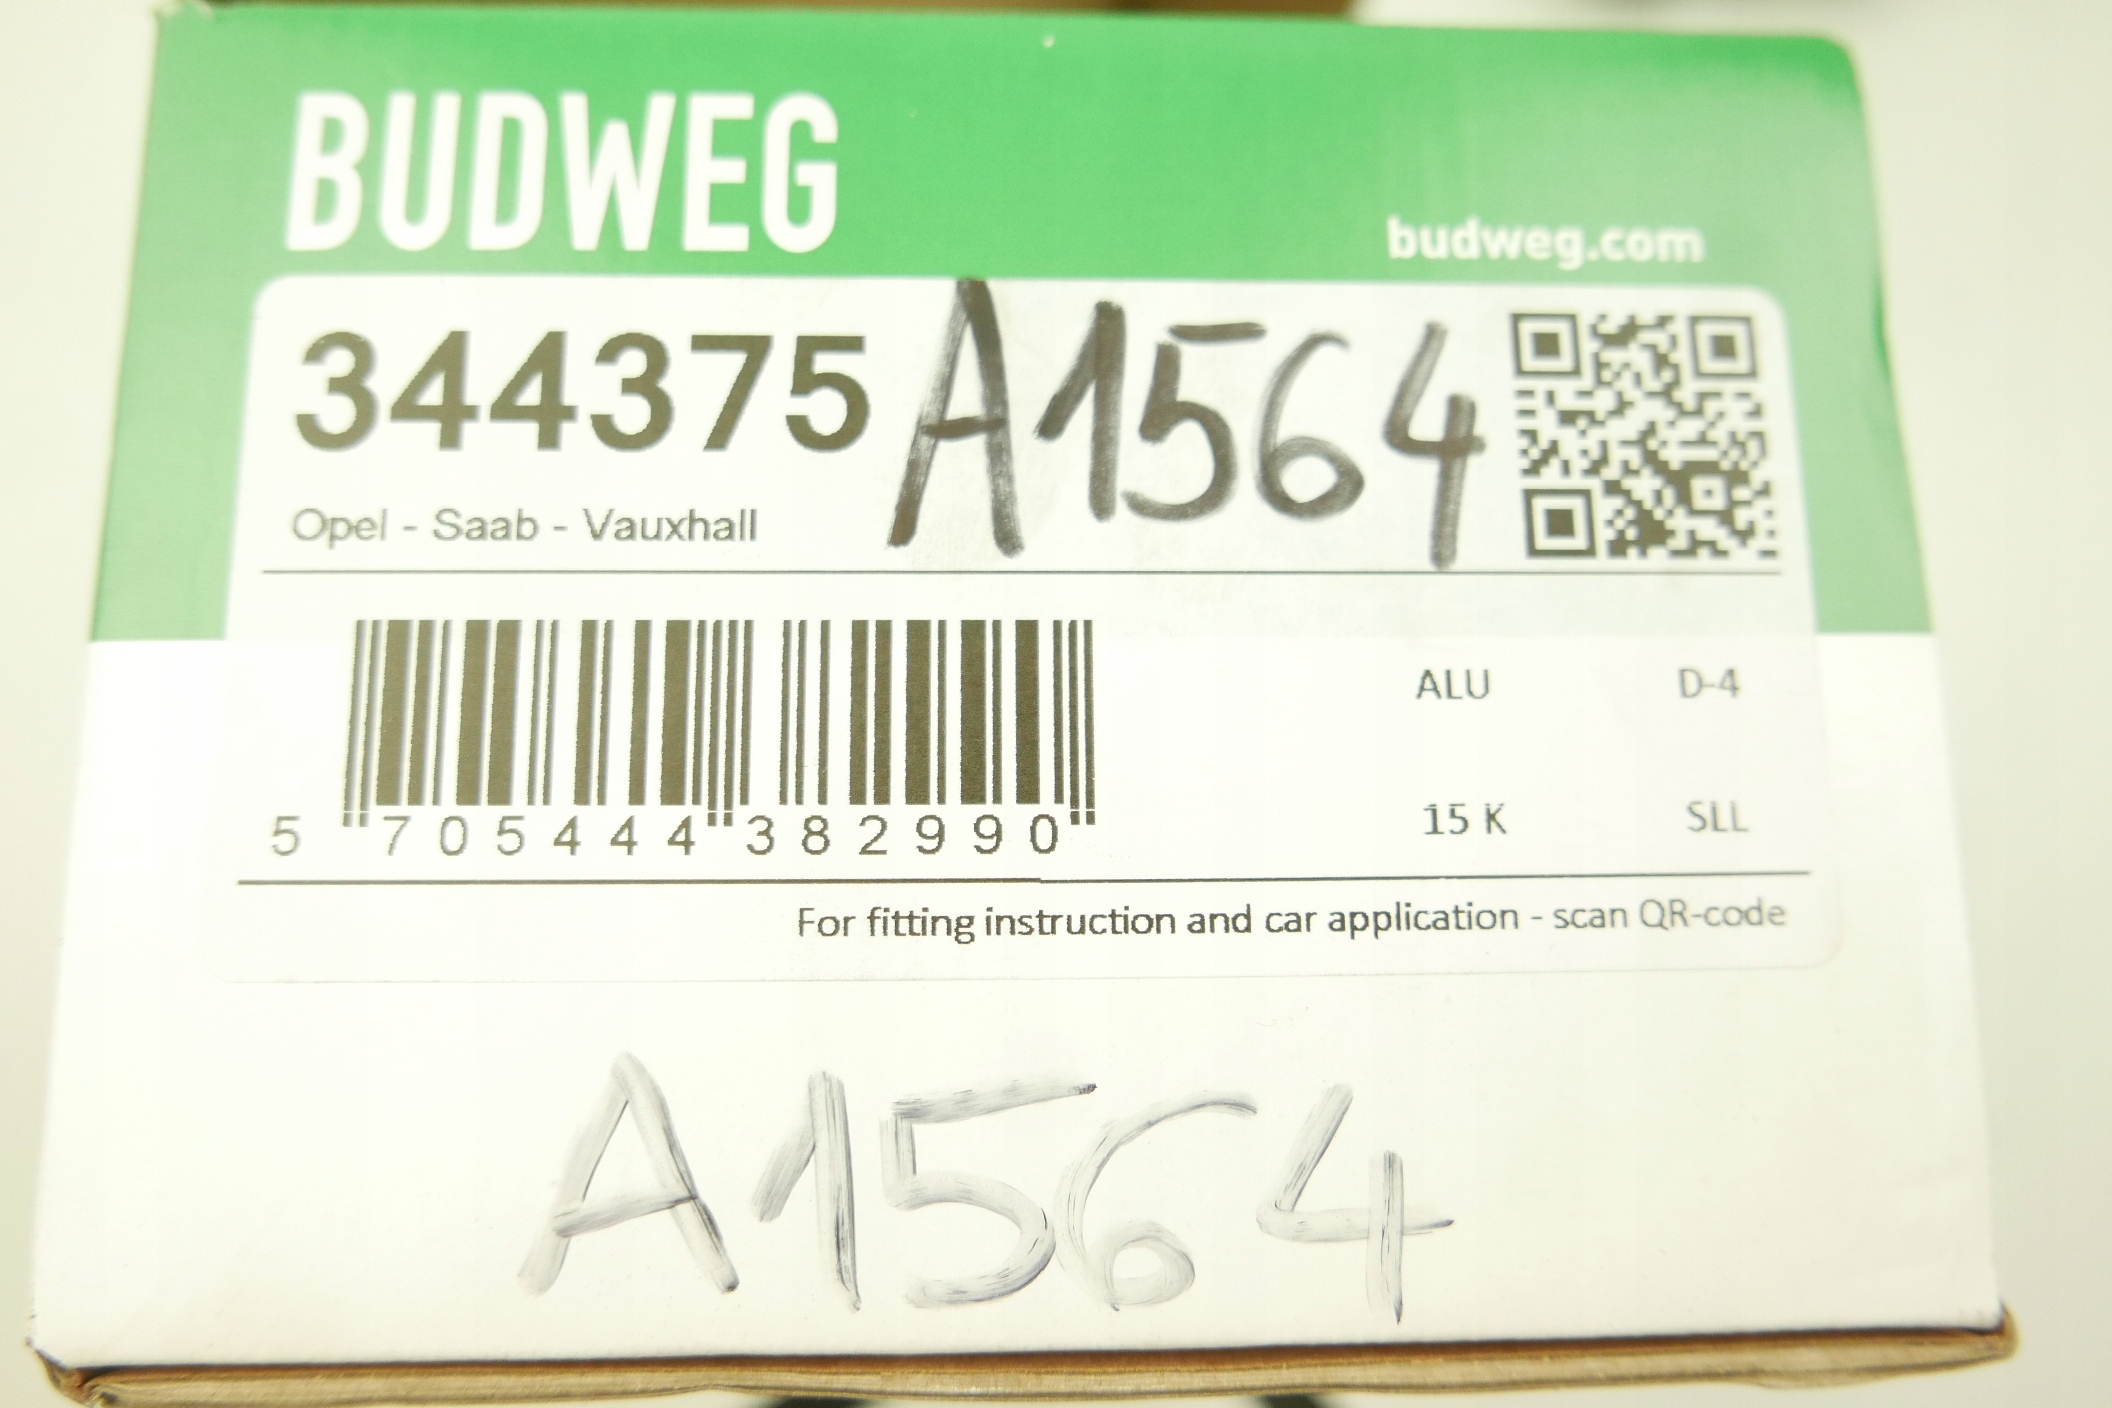 BUDWEG
budweg.com
344375 A1564
Opel - Saab - Vauxhall
ALU D-4
15 K SLL
5 705444 382990
For fitting instruction and car application - scan QR-code
A1564